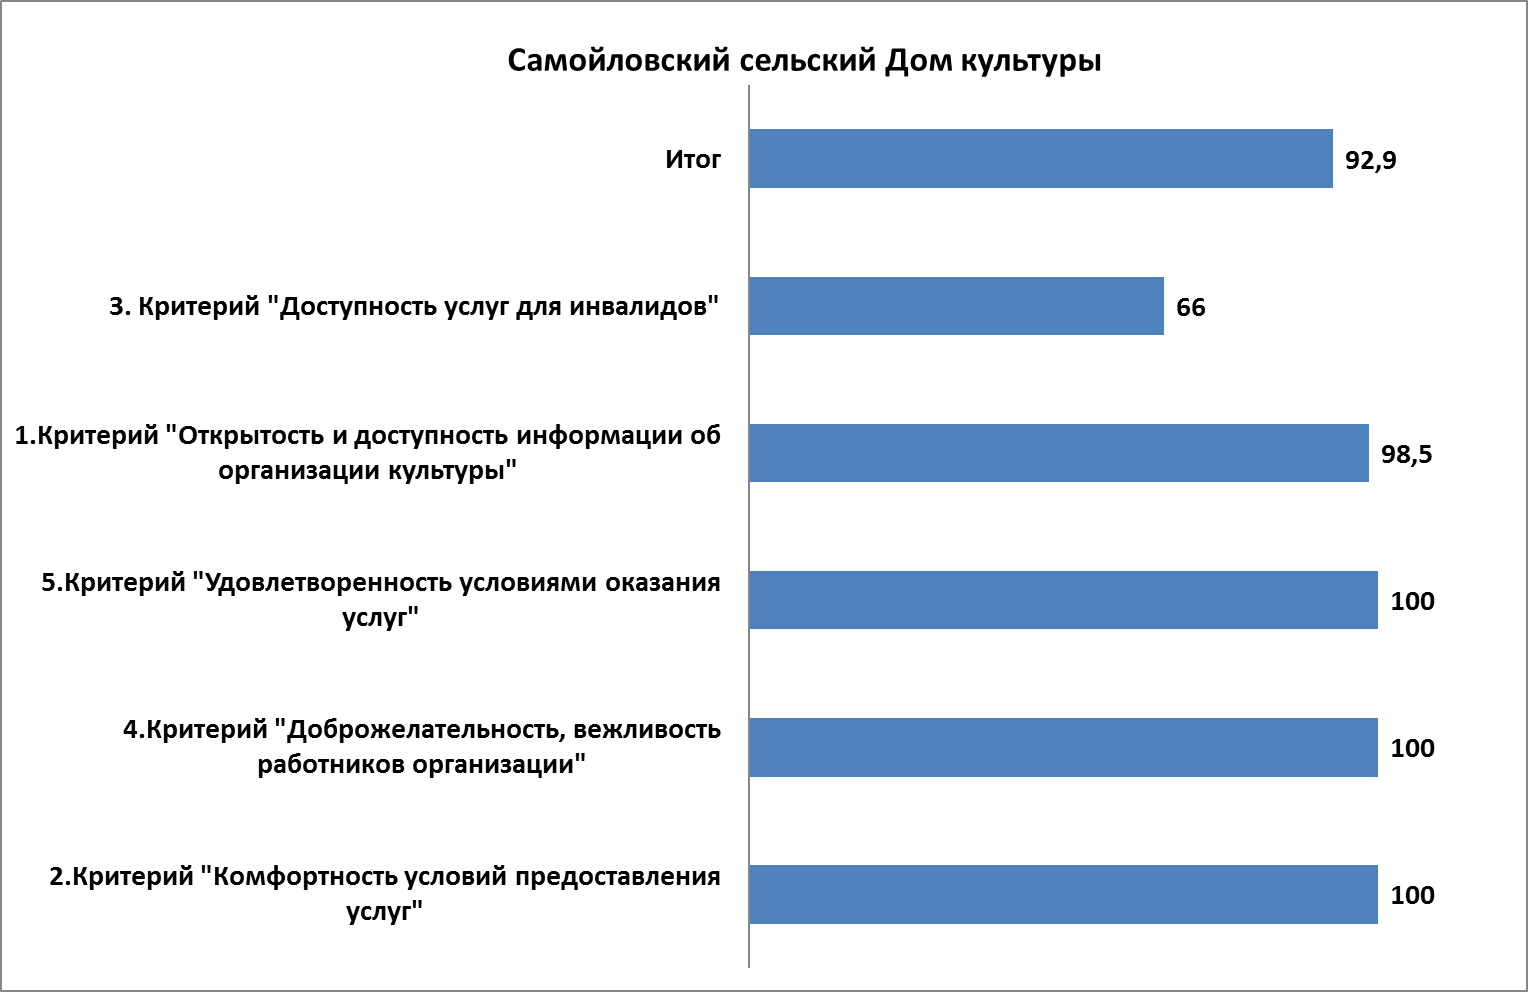 Самойловский сельский Дом культуры
Итог
92,9
3. Критерий "Доступность услуг для инвалидов"
66
1.Критерий "Открытость и доступность информации об
организации культуры"
98,5
5.Критерий "Удовлетворенность условиями оказания
услуг"
100
4.Критерий "Доброжелательность, вежливость
работников организации"
100
2.Критерий "Комфортность условий предоставления
услуг"
100